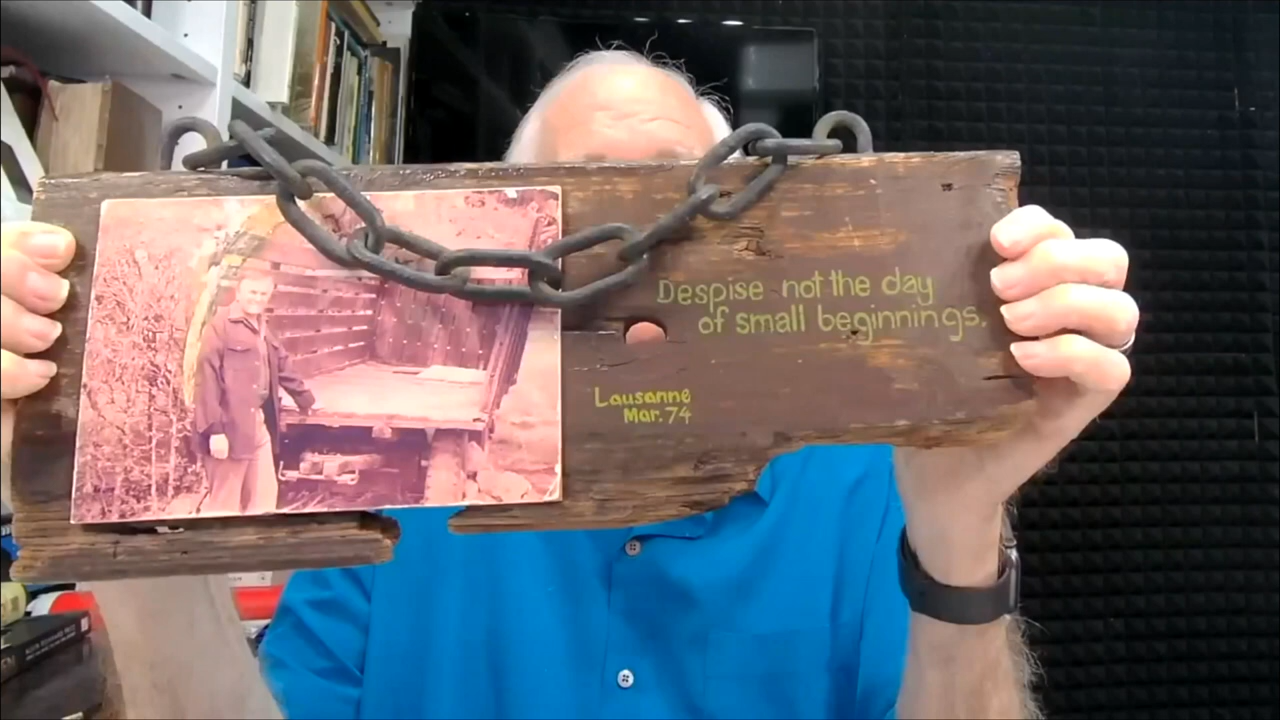 Despise not the day
of small beginnings.
Lausanne
Mar. 74